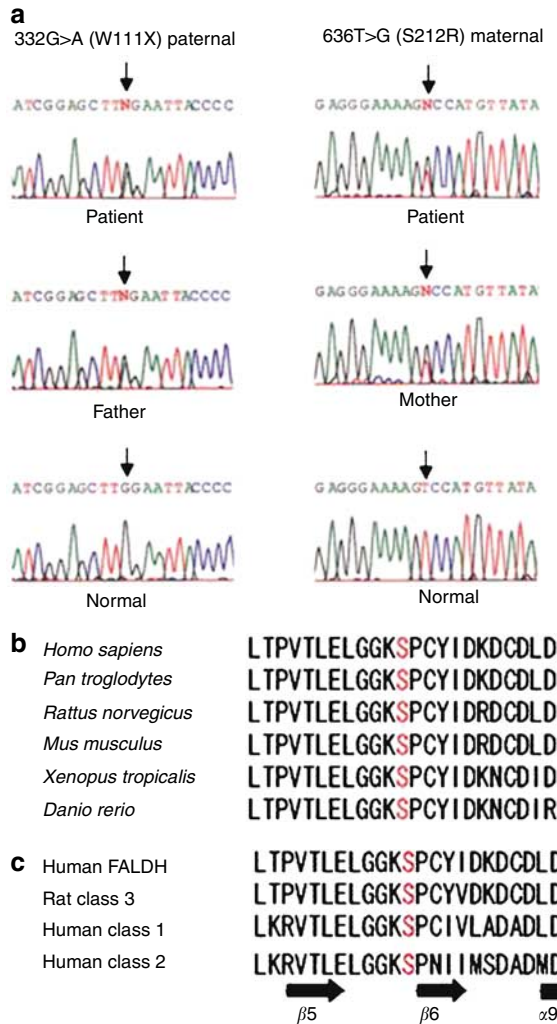 a
332G>A (W111X) paternal 636T>G (S212R) maternal
ATCGGAGCTTNGAATTACCCC GAGGGAAAAGNCCATGTTATA
Patient Patient
ATCGGAGCTTNGAATTACCCC GAGGGAAAAGNCCATGTTATA
Father Mother
ATCGGAGCTTGGAATTACCCC GAGGGAAAAGTCCATGTTATA
Normal Normal
b
Homo sapiens LTPVTLELGGKSPCYIDKDCDLD
Pan troglodytes LTPVTLELGGKSPCYIDKDCDLD
Rattus norvegicus LTPVTLELGGKSPCYIDRDCDLD
Mus musculus LTPVTLELGGKSPCYIDRDCDLD
Xenopus tropicalis LTPVTLELGGKSPCYIDKNCDID
Danio rerio LTPVTLELGGKSPCYIDKNCDIR
c
Human FALDH LTPVTLELGGKSPCYIDKDCDLD
Rat class 3 LTPVTLELGGKSPCYVDKDCDLD
Human class 1 LKRVTLELGGKSPCIVLADADLD
Human class 2 LKRVTLELGGKSPNIIMSDADMD
β5 β6 α9